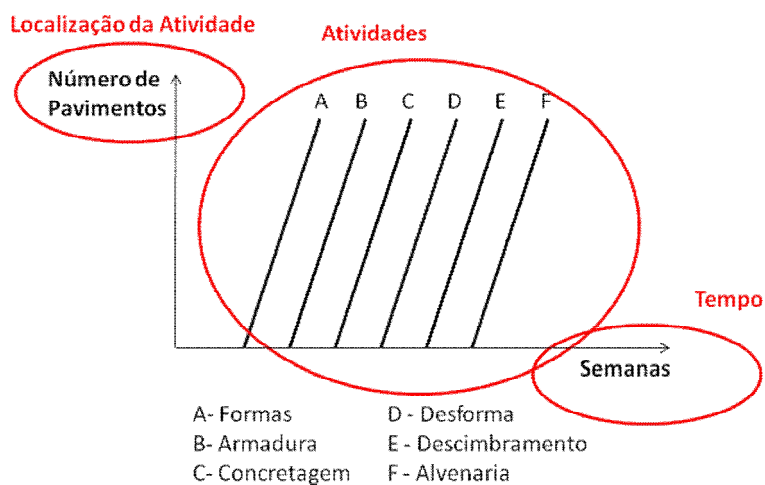 Localização da Atividade
Atividades
Número de
Pavimentos
A B C D E F
Tempo
Semanas
A- Formas D - Desforma
B- Armadura E - Descimbramento
C- Concretagem F - Alvenaria